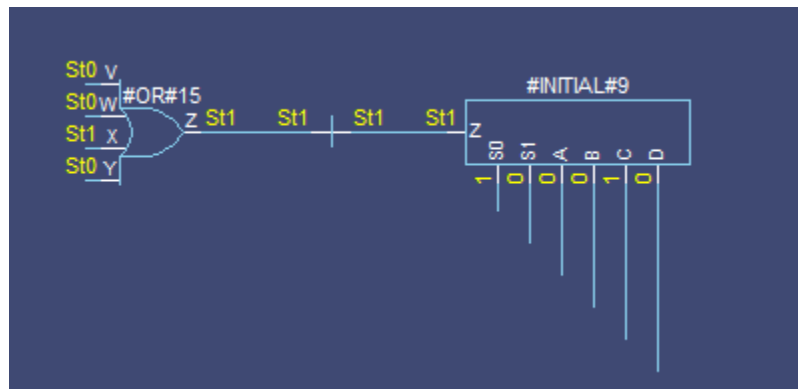 St0 V
St0 W #OR#15
St1 X
St0 Y
Z St1 St1 St1 St1
#INITIAL#9
Z
S0 S1 A B C D
1 0 0 0 1 0